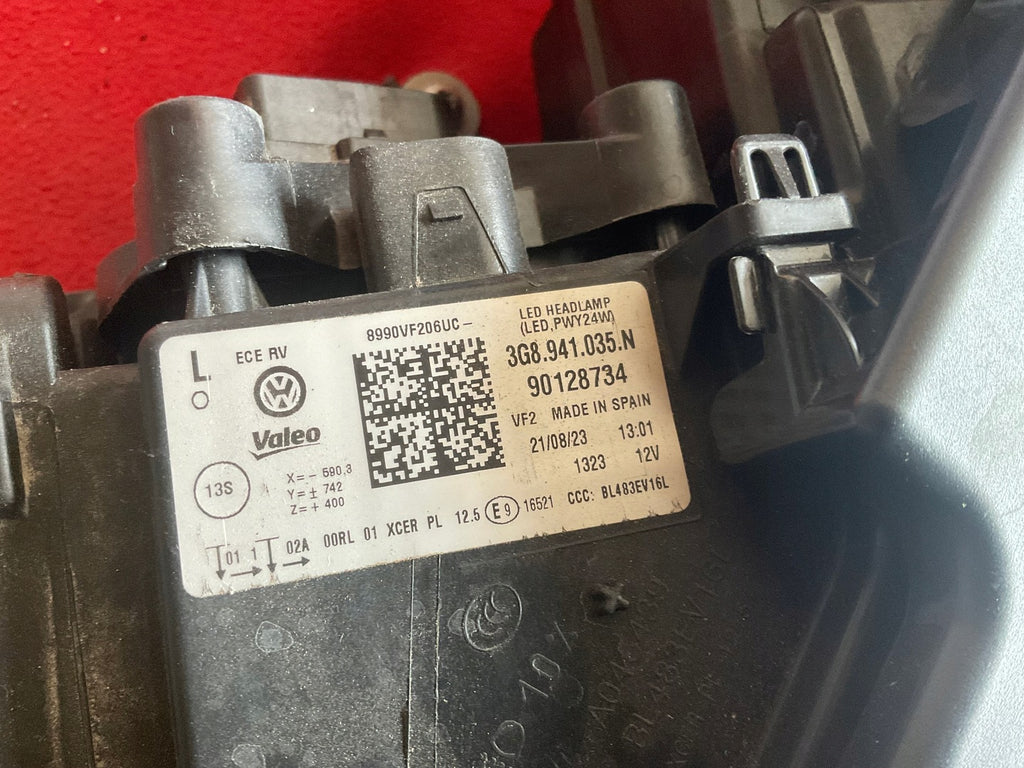 L
ECE RV
Valeo
13S
X= - 590,3
Y= ± 742
Z= + 400
8990VF206UC-
LED HEADLAMP
(LED,PWY24W)
3G8.941.035.N
90128734
VF2 MADE IN SPAIN
21/08/23 13:01
1323 12V
01 1 02A 00RL 01 XCER PL 12.5 E9 16521 CCC: BL483EV16L